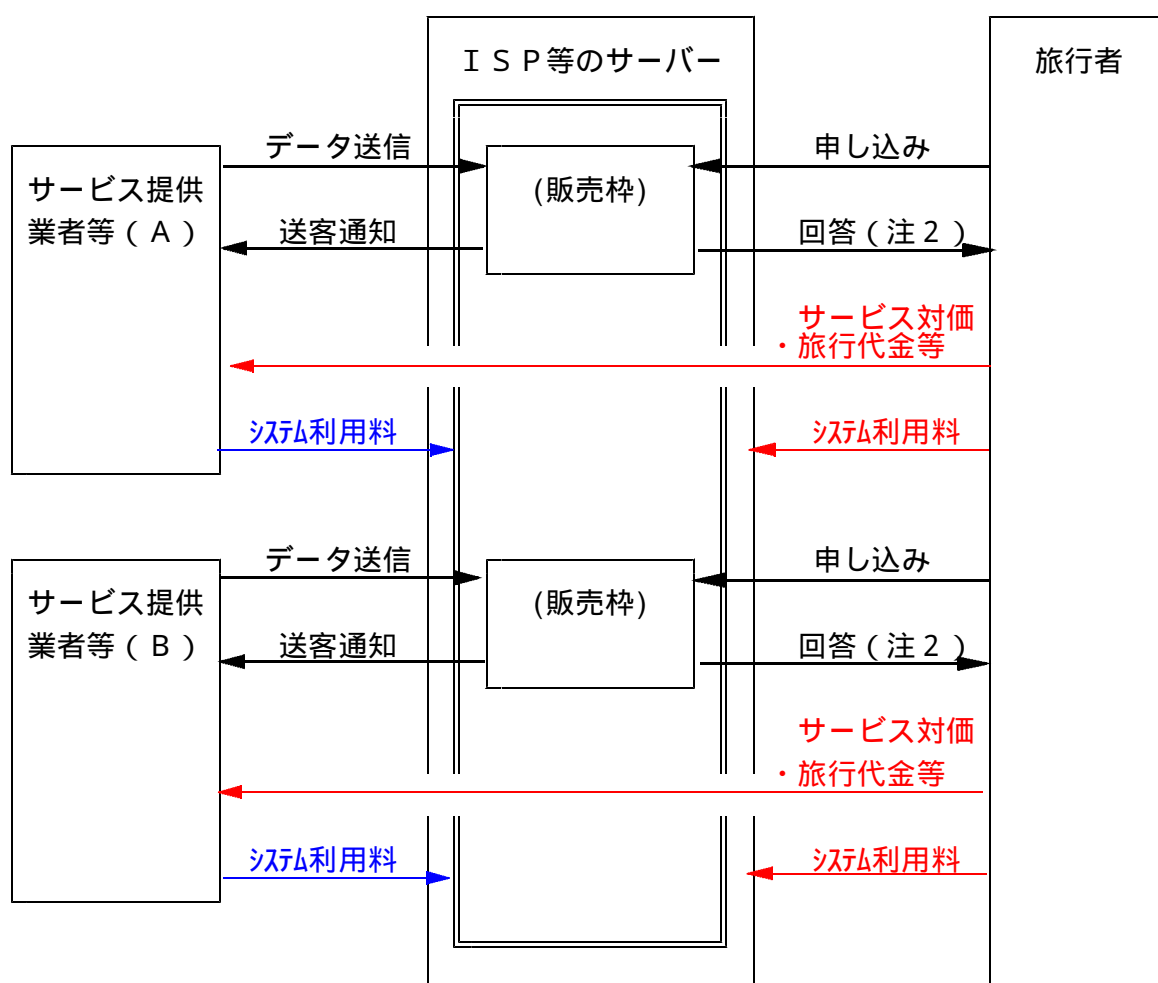 ＩＳＰ等のサーバー
旅行者
データ送信
申し込み
サービス提供
業者等（Ａ）
(販売枠)
送客通知
回答（注２）
サービス対価
・旅行代金等
ｼｽﾃﾑ利用料
ｼｽﾃﾑ利用料
データ送信
申し込み
サービス提供
業者等（Ｂ）
(販売枠)
送客通知
回答（注２）
サービス対価
・旅行代金等
ｼｽﾃﾑ利用料
ｼｽﾃﾑ利用料